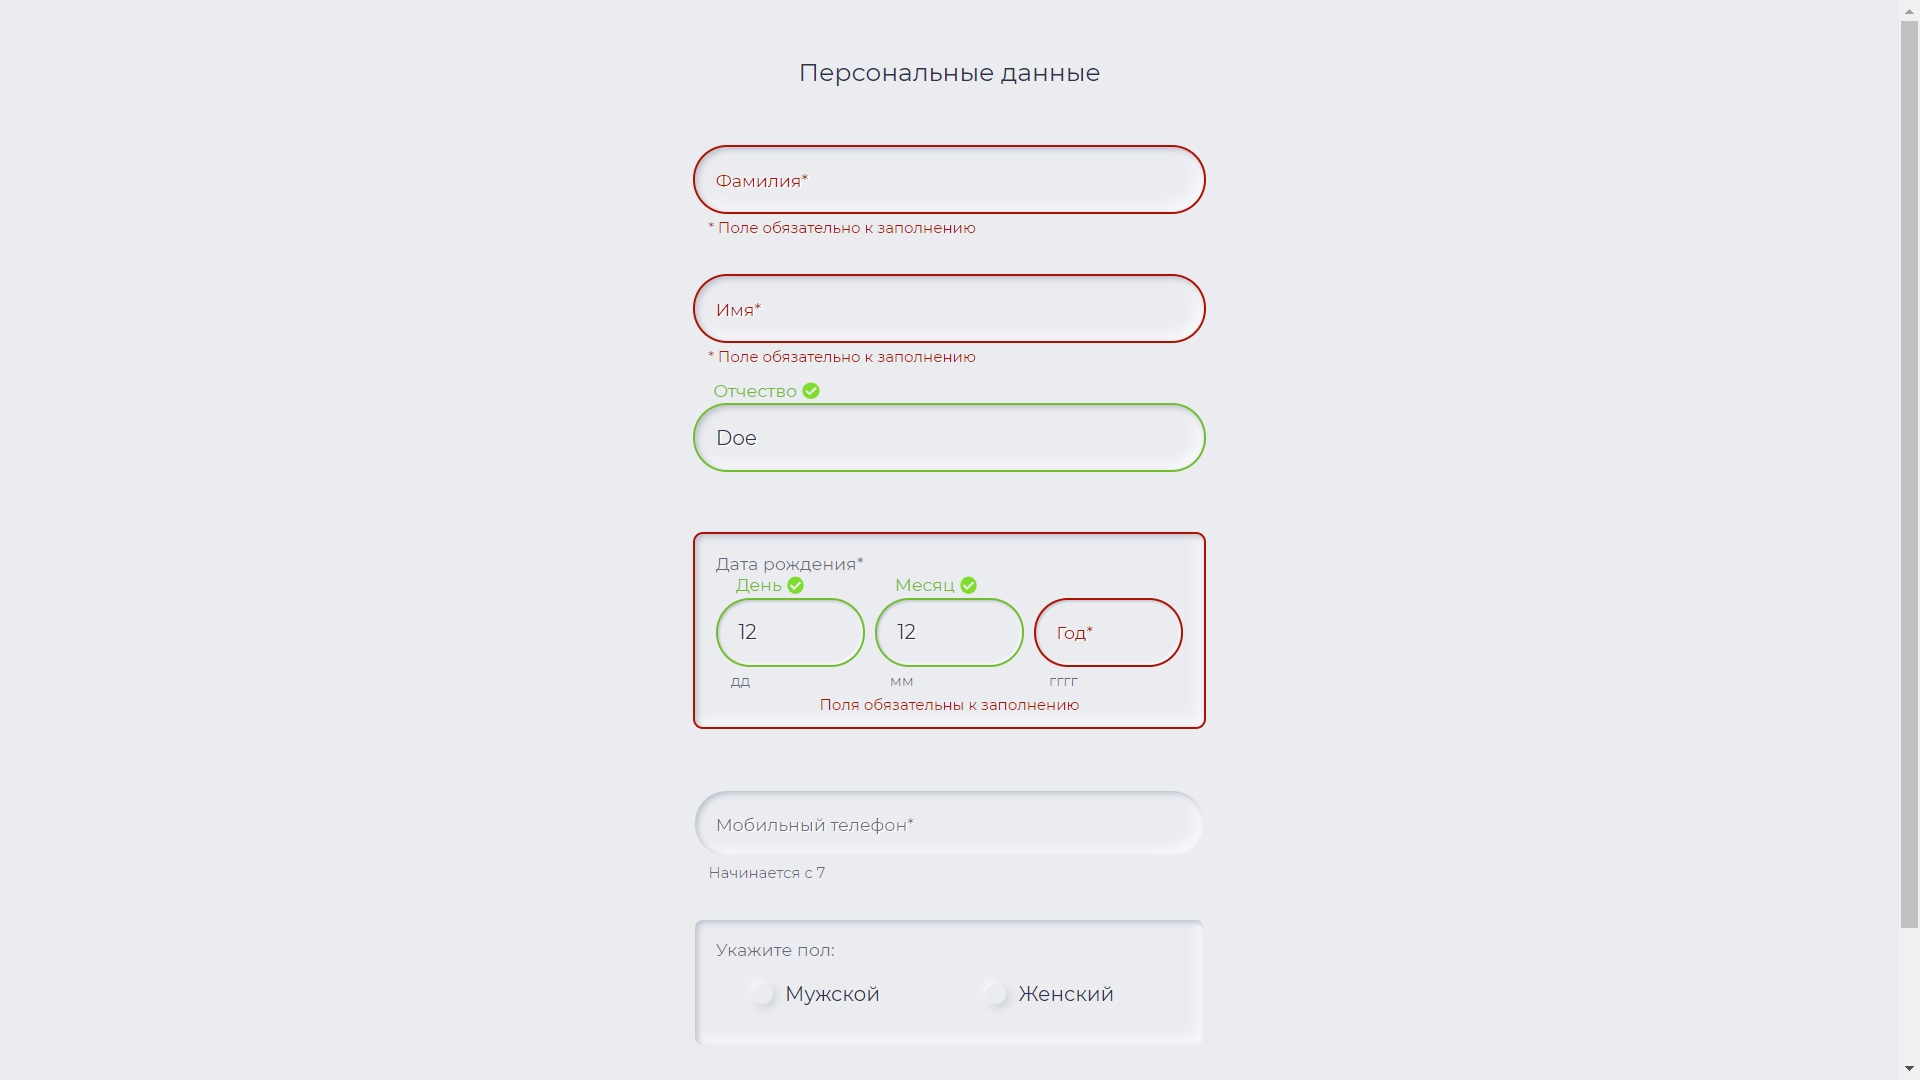 Персональные данные
Фамилия*
* Поле обязательно к заполнению
Имя*
* Поле обязательно к заполнению
Отчество
Doe
Дата рождения*
День Месяц
12 12 Год*
дд мм гггг
Поля обязательны к заполнению
Мобильный телефон*
Начинается с 7
Укажите пол:
Мужской Женский